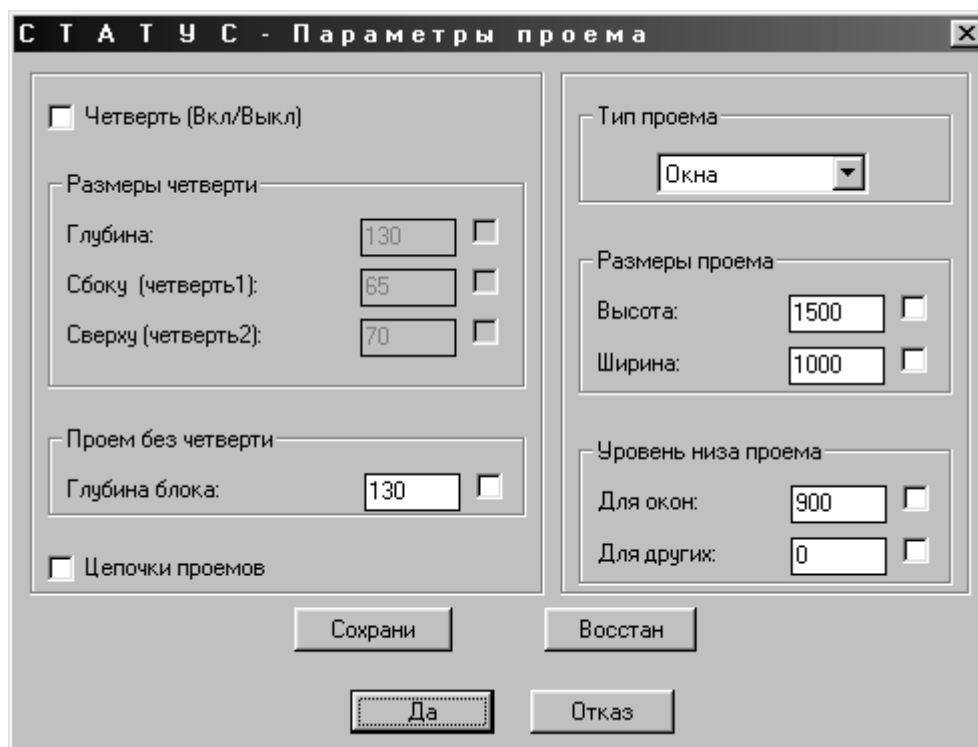 С Т А Т У С - Параметры проема
Четверть (Вкл/Выкл)
Размеры четверти
Глубина: 130
Сбоку (четверть1): 65
Сверху (четверть2): 70
Проем без четверти
Глубина блока: 130
Цепочки проемов
Тип проема
Окна
Размеры проема
Высота: 1500
Ширина: 1000
Уровень низа проема
Для окон: 900
Для других: 0
Сохрани
Восстан
Да
Отказ